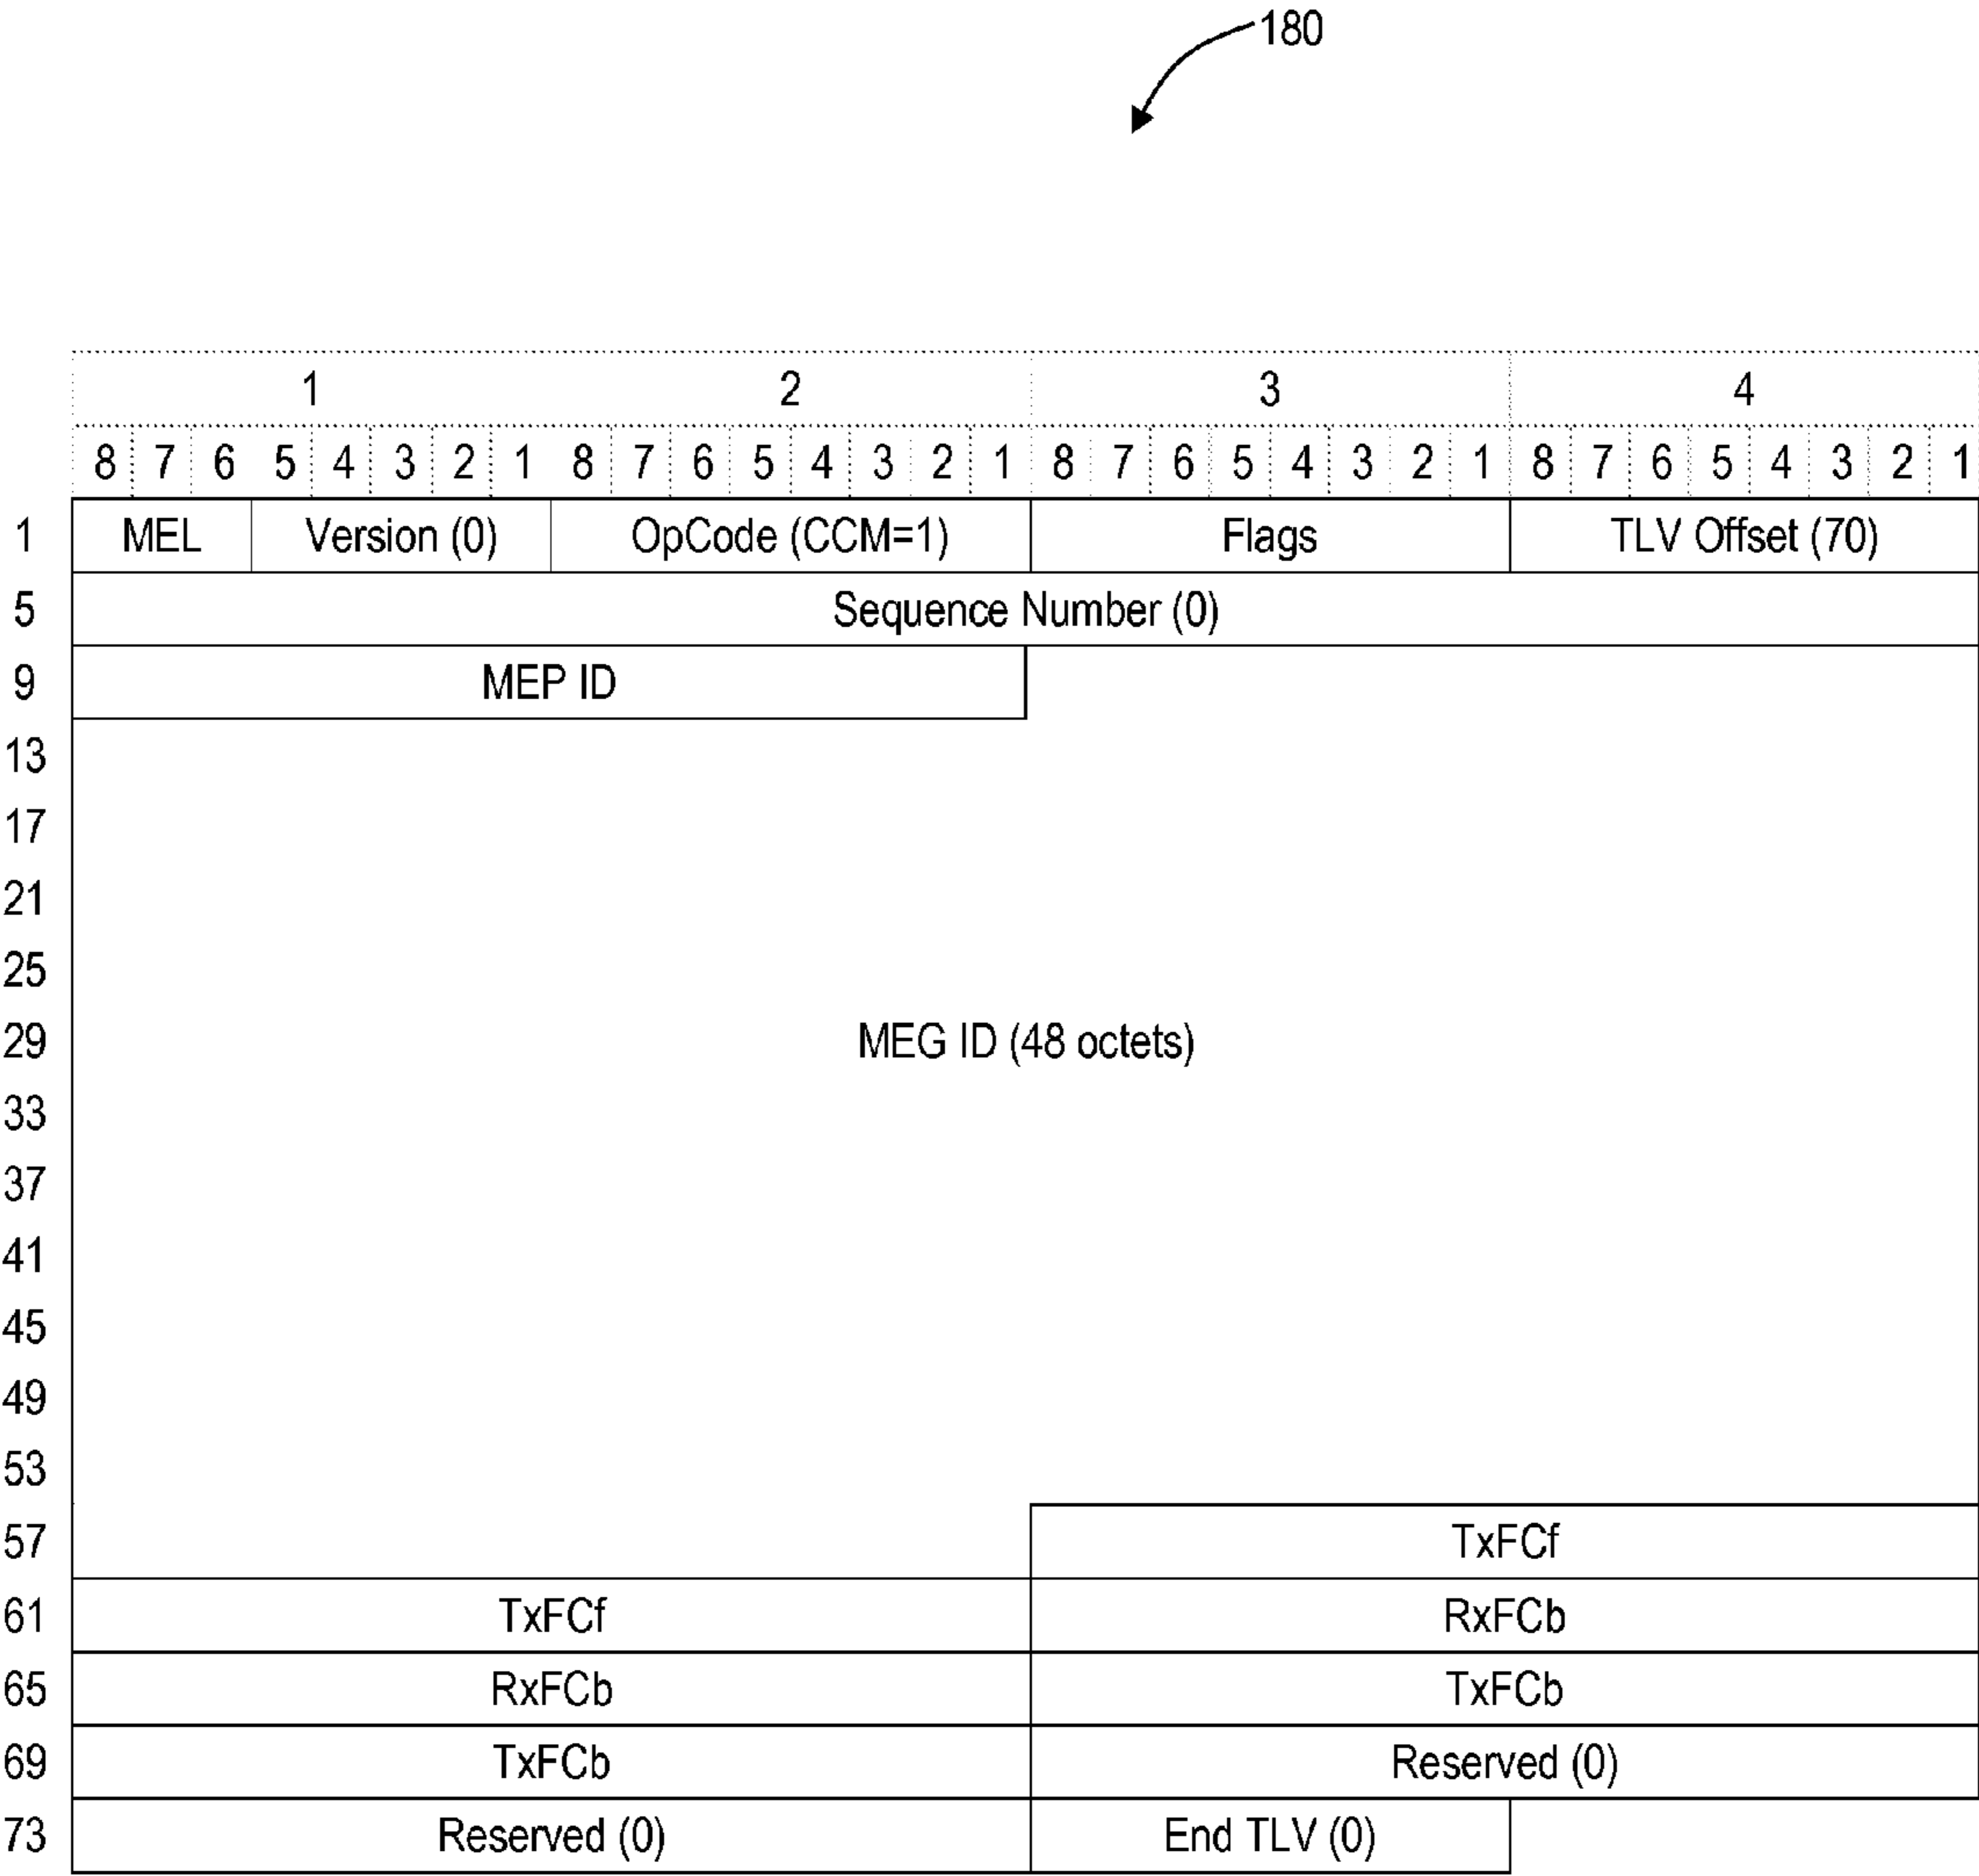 180
1 2 3 4
8 7 6 5 4 3 2 1 8 7 6 5 4 3 2 1 8 7 6 5 4 3 2 1 8 7 6 5 4 3 2 1
1 MEL Version (0) OpCode (CCM=1) Flags TLV Offset (70)
5 Sequence Number (0)
9 MEP ID
13
17
21
25
29 MEG ID (48 octets)
33
37
41
45
49
53
57 TxFCf
61 TxFCf RxFCb
65 RxFCb TxFCb
69 TxFCb Reserved (0)
73 Reserved (0) End TLV (0)